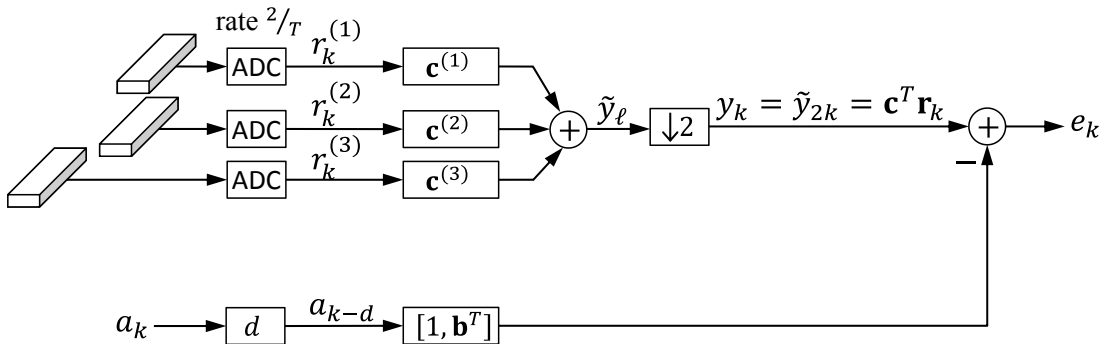 rate 2/T
ADC r_k^(1) c^(1)
ADC r_k^(2) c^(2)
ADC r_k^(3) c^(3)
+ ỹ_ℓ ↓2 y_k = ỹ_2k = c^T r_k + e_k
−
a_k d a_{k−d} [1, b^T]